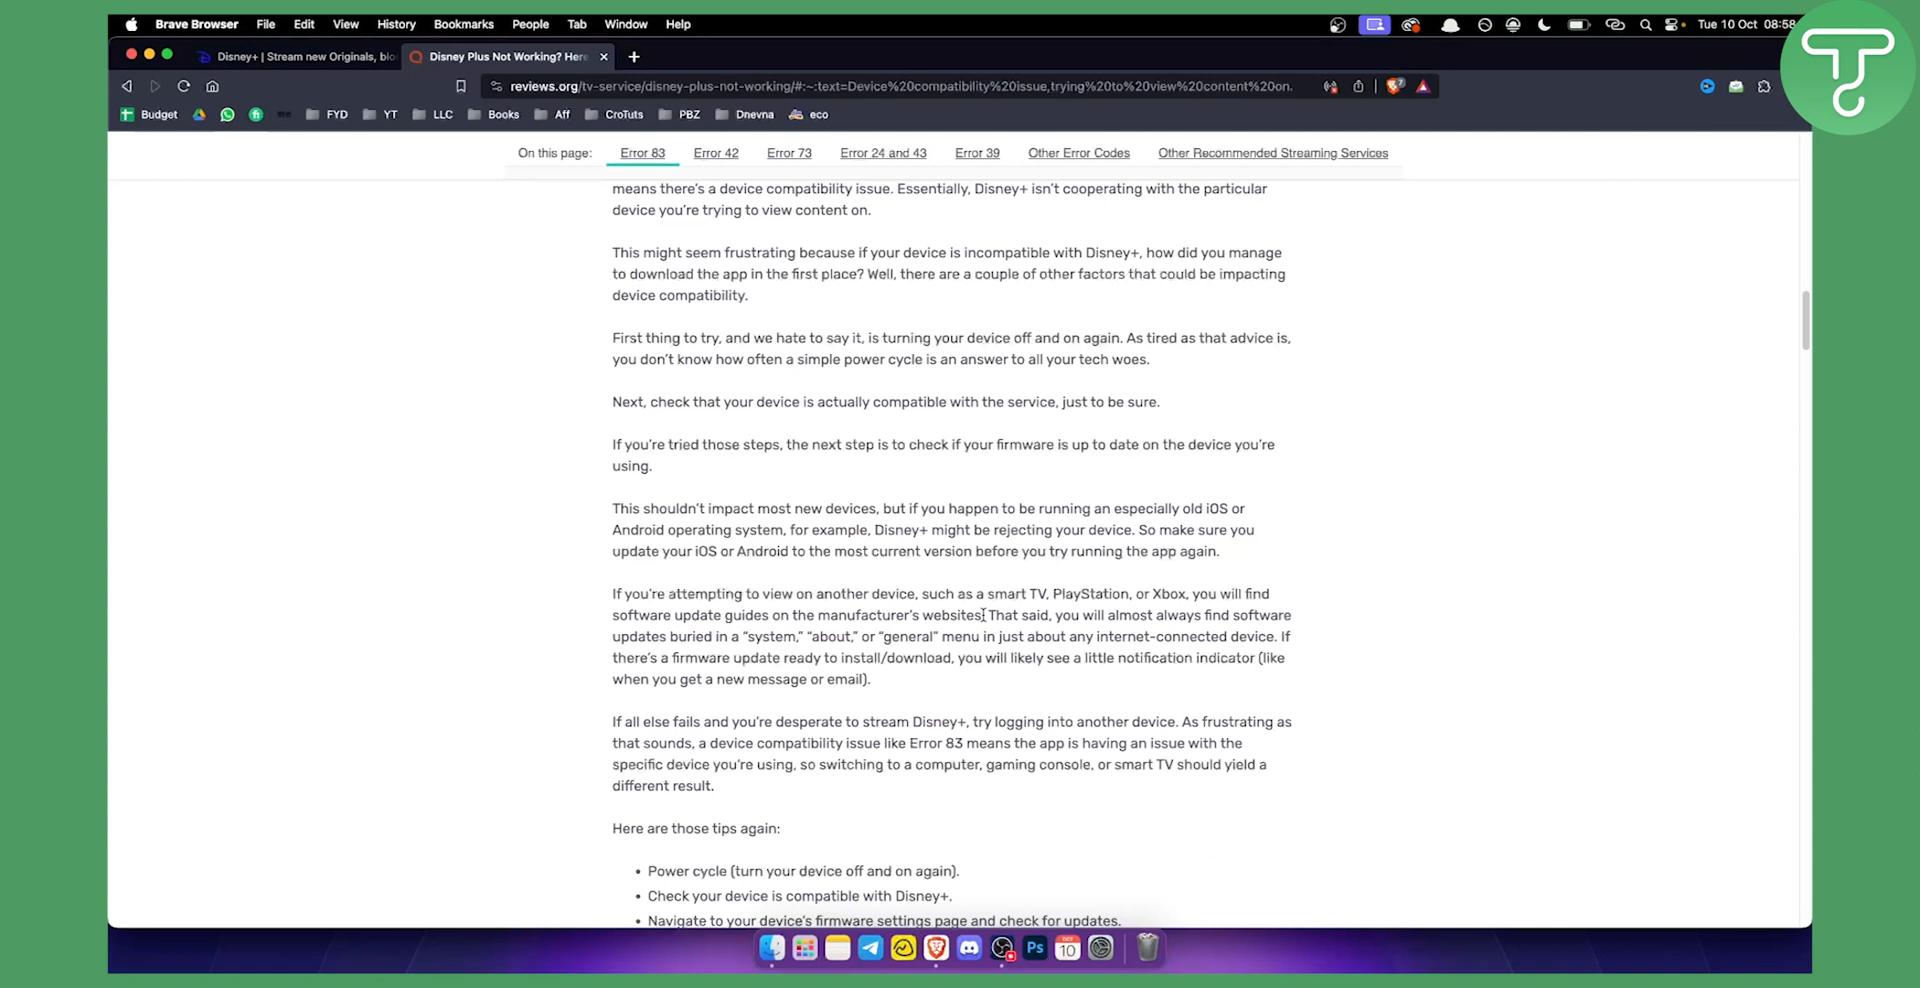 Brave Browser File Edit View History Bookmarks People Tab Window Help Tue 10 Oct 08:58
Disney+ | Stream new Originals, blo Disney Plus Not Working? Here
reviews.org/tv-service/disney-plus-not-working/#:~:text=Device%20compatibility%20issue,trying%20to%20view%20content%20on. 7
Budget FYD YT LLC Books Aff CroTuts PBZ Dnevna eco
On this page: Error 83 Error 42 Error 73 Error 24 and 43 Error 39 Other Error Codes Other Recommended Streaming Services
means there's a device compatibility issue. Essentially, Disney+ isn't cooperating with the particular
device you're trying to view content on.
This might seem frustrating because if your device is incompatible with Disney+, how did you manage
to download the app in the first place? Well, there are a couple of other factors that could be impacting
device compatibility.
First thing to try, and we hate to say it, is turning your device off and on again. As tired as that advice is,
you don't know how often a simple power cycle is an answer to all your tech woes.
Next, check that your device is actually compatible with the service, just to be sure.
If you're tried those steps, the next step is to check if your firmware is up to date on the device you're
using.
This shouldn't impact most new devices, but if you happen to be running an especially old iOS or
Android operating system, for example, Disney+ might be rejecting your device. So make sure you
update your iOS or Android to the most current version before you try running the app again.
If you're attempting to view on another device, such as a smart TV, PlayStation, or Xbox, you will find
software update guides on the manufacturer's websites. That said, you will almost always find software
updates buried in a “system,” “about,” or “general” menu in just about any internet-connected device. If
there's a firmware update ready to install/download, you will likely see a little notification indicator (like
when you get a new message or email).
If all else fails and you're desperate to stream Disney+, try logging into another device. As frustrating as
that sounds, a device compatibility issue like Error 83 means the app is having an issue with the
specific device you're using, so switching to a computer, gaming console, or smart TV should yield a
different result.
Here are those tips again:
• Power cycle (turn your device off and on again).
• Check your device is compatible with Disney+.
• Navigate to your device's firmware settings page and check for updates.
Ps OCT 10